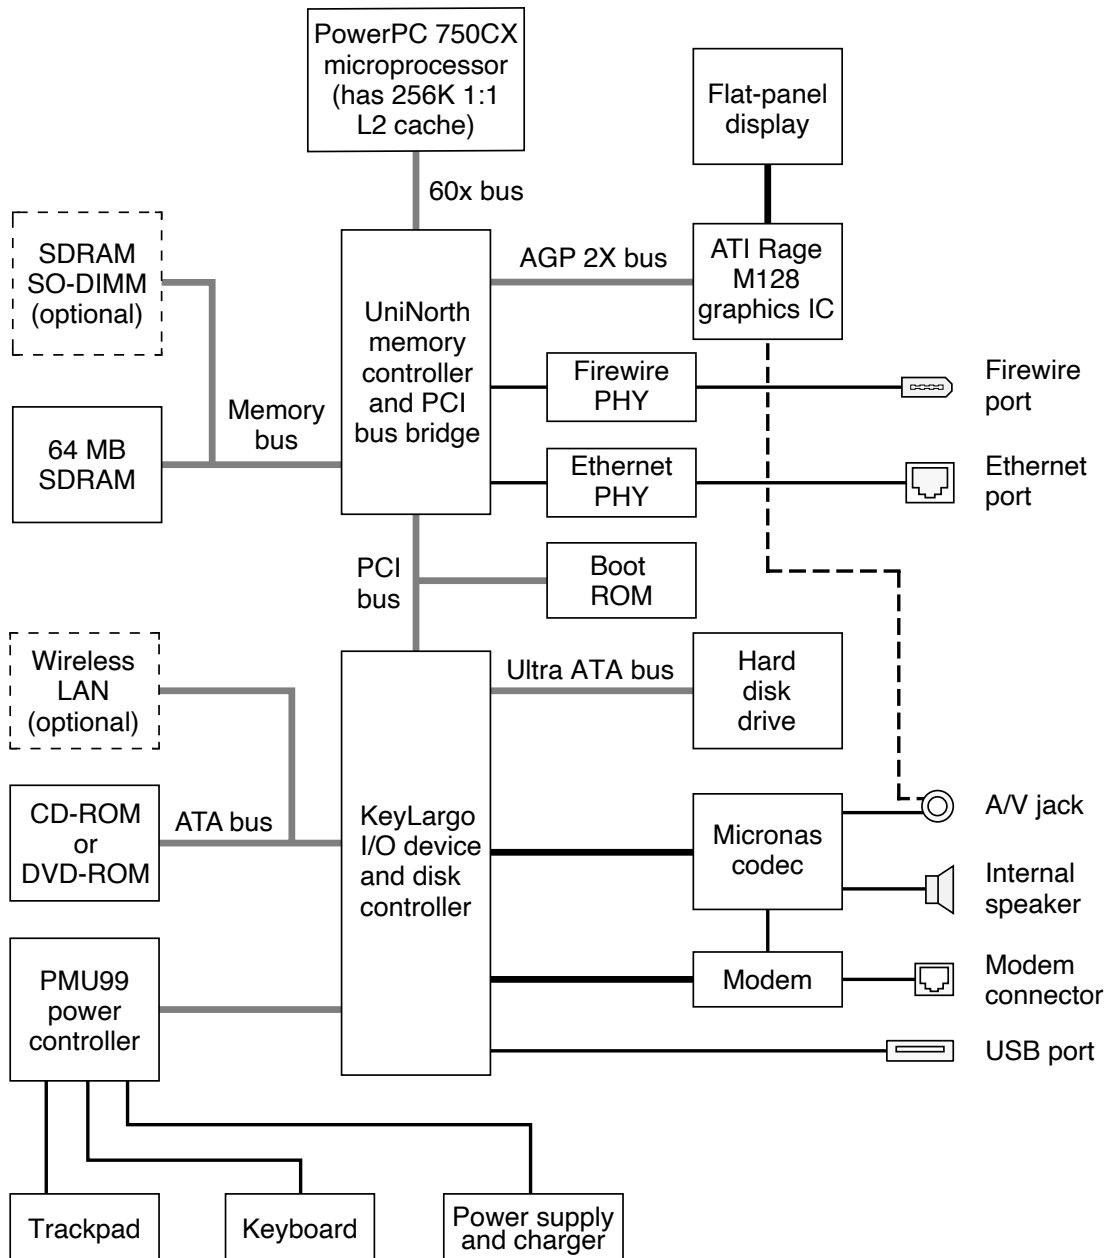 PowerPC 750CX
microprocessor
(has 256K 1:1
L2 cache)
Flat-panel
display
60x bus
SDRAM
SO-DIMM
(optional)
AGP 2X bus
ATI Rage
M128
graphics IC
UniNorth
memory
controller
and PCI
bus bridge
Firewire
PHY
Firewire
port
Memory
bus
64 MB
SDRAM
Ethernet
PHY
Ethernet
port
PCI
bus
Boot
ROM
Wireless
LAN
(optional)
Ultra ATA bus
Hard
disk
drive
CD-ROM
or
DVD-ROM
ATA bus
KeyLargo
I/O device
and disk
controller
Micronas
codec
A/V jack
Internal
speaker
PMU99
power
controller
Modem
Modem
connector
USB port
Trackpad
Keyboard
Power supply
and charger